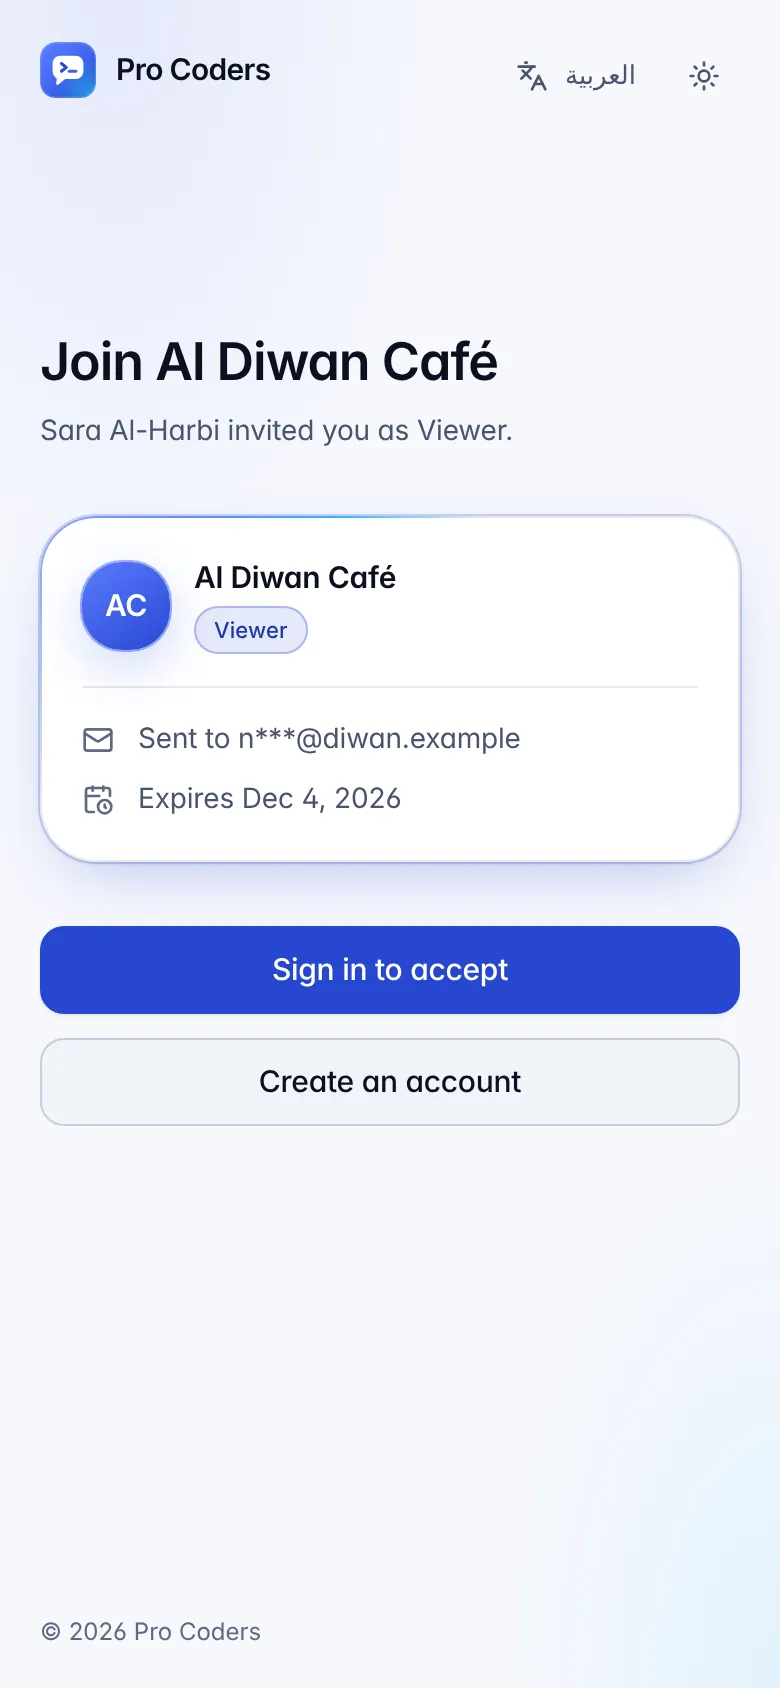 Pro Coders
العربية
Join Al Diwan Café
Sara Al-Harbi invited you as Viewer.
AC
Al Diwan Café
Viewer
Sent to n***@diwan.example
Expires Dec 4, 2026
Sign in to accept
Create an account
© 2026 Pro Coders